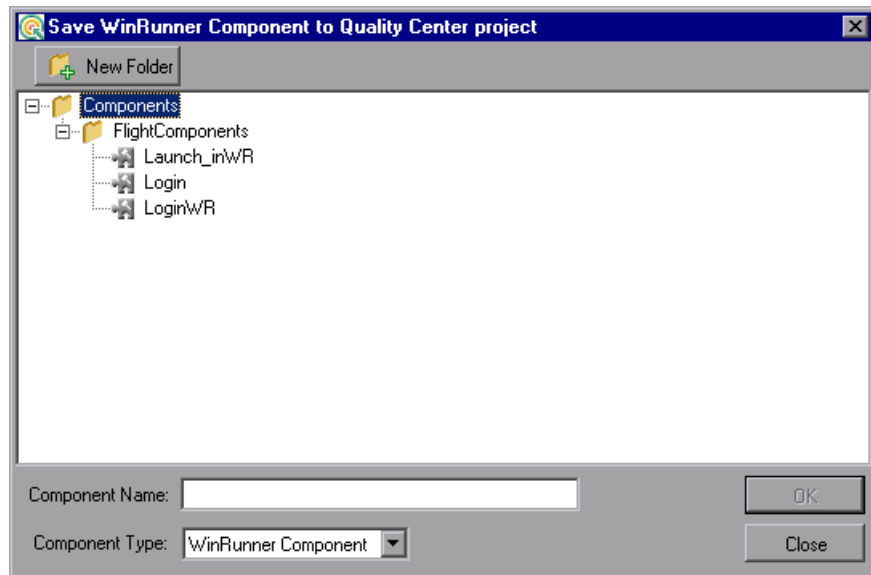 Save WinRunner Component to Quality Center project
New Folder
Components
FlightComponents
Launch_inWR
Login
LoginWR
Component Name:
OK
Component Type: WinRunner Component
Close